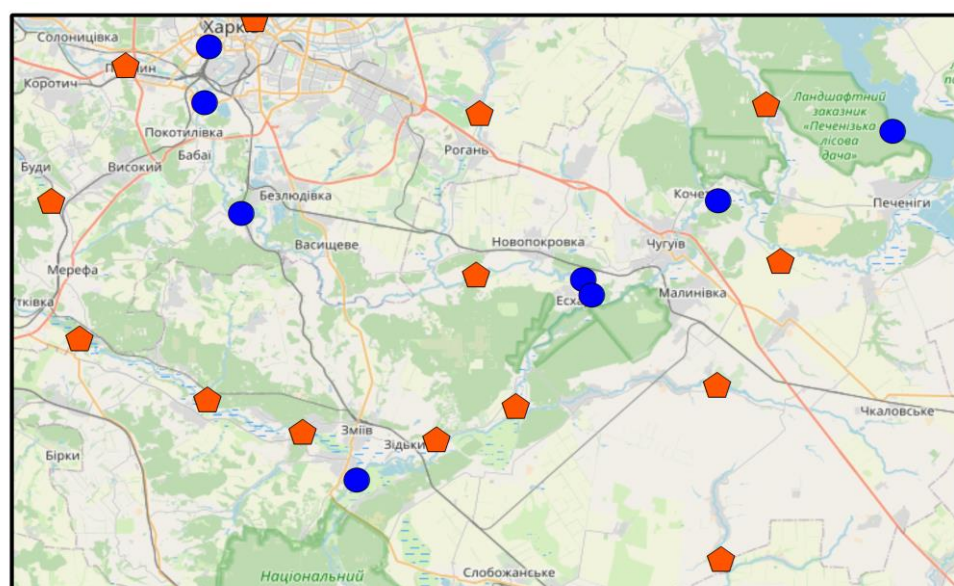 Харк
Солоницівка
Коротич
Покотилівка
Бабаї
Рогань
Буди
Високий
Безлюдівка
Васищеве
Мерефа
Новопокровка
Чугуїв
Малинівка
Печеніги
Ландшафтний
заказник
«Печенізька
лісова
дача»
Чкаловське
Зміїв
Зідьки
Бірки
Слобожанське
Національний